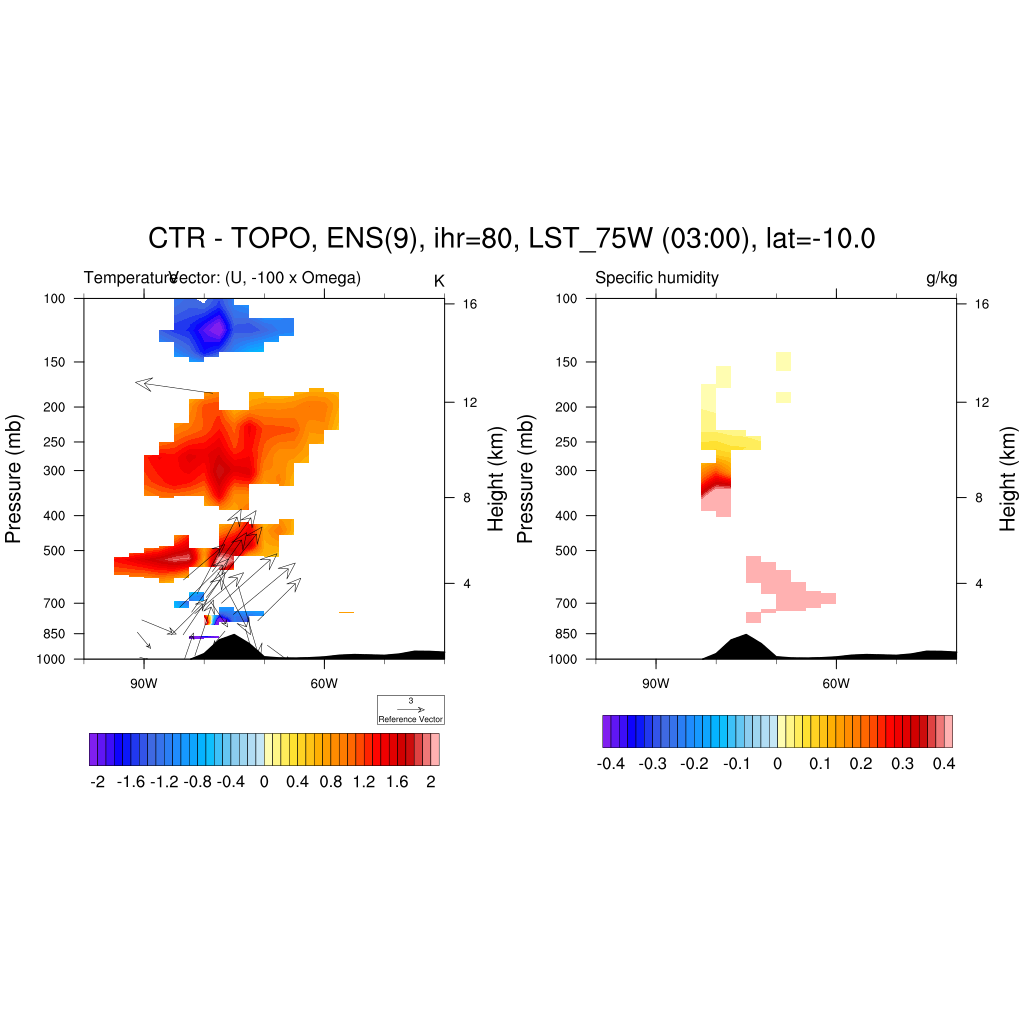 CTR - TOPO, ENS(9), ihr=80, LST_75W (03:00), lat=-10.0
Temperature Vector: (U, -100 x Omega) K
Specific humidity g/kg
100
150
200
250
300
400
500
700
850
1000
Pressure (mb)
16
12
8
4
Height (km)
90W 60W
3
Reference Vector
-2 -1.6 -1.2 -0.8 -0.4 0 0.4 0.8 1.2 1.6 2
100
150
200
250
300
400
500
700
850
1000
Pressure (mb)
16
12
8
4
Height (km)
90W 60W
-0.4 -0.3 -0.2 -0.1 0 0.1 0.2 0.3 0.4